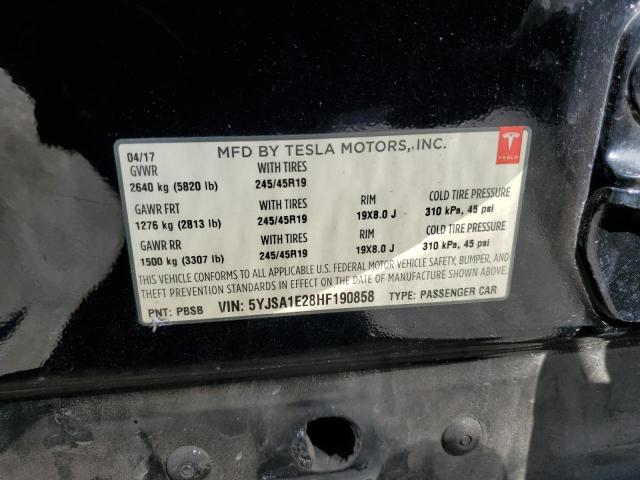 04/17 MFD BY TESLA MOTORS,.INC.
GVWR WITH TIRES
2640 kg (5820 lb) 245/45R19
TESLA
GAWR FRT WITH TIRES RIM COLD TIRE PRESSURE
1276 kg (2813 lb) 245/45R19 19X8.0 J 310 kPa, 45 psi
GAWR RR WITH TIRES RIM COLD TIRE PRESSURE
1500 kg (3307 lb) 245/45R19 19X8.0 J 310 kPa, 45 psi
THIS VEHICLE CONFORMS TO ALL APPLICABLE U.S. FEDERAL MOTOR VEHICLE SAFETY, BUMPER, AND
THEFT PREVENTION STANDARDS IN EFFECT ON THE DATE OF MANUFACTURE SHOWN ABOVE.
PNT: PBSB VIN: 5YJSA1E28HF190858 TYPE: PASSENGER CAR